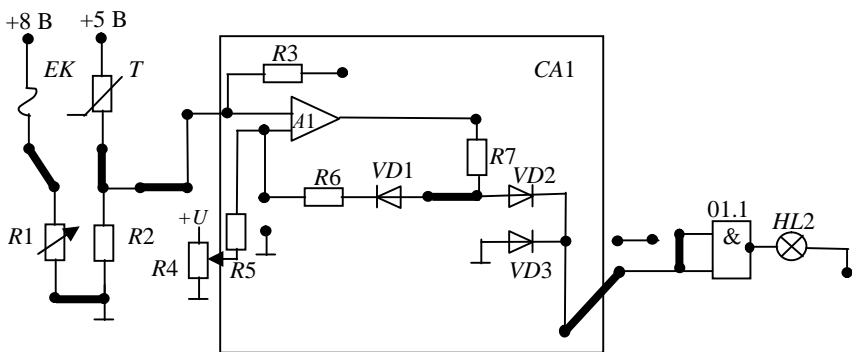 +8 В
+5 В
EK
T
R3
CA1
A1
R7
R6
VD1
VD2
01.1
&
HL2
+U
R1
R2
R4
R5
VD3